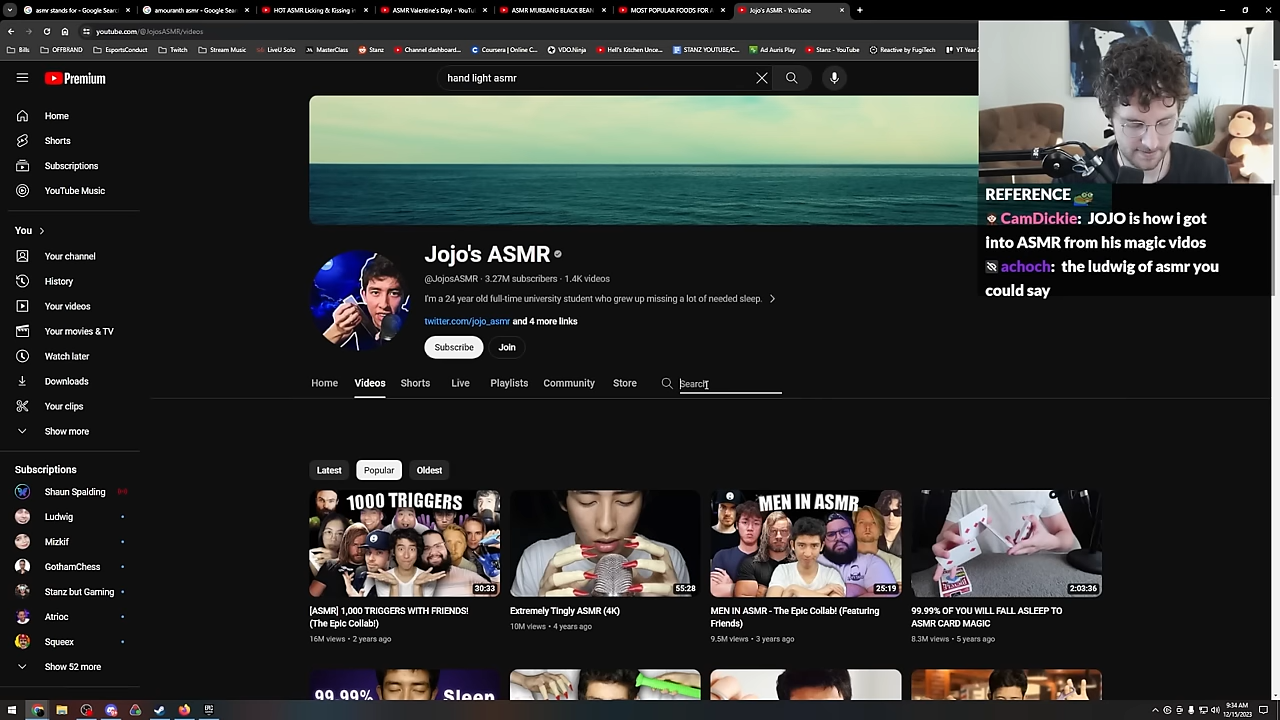 asmr stands for - Google Search
amouranth asmr - Google Sea
HOT ASMR Licking & Kissing in
ASMR Valentine's Day! - YouTu
ASMR MUKBANG BLACK BEAN
MOST POPULAR FOODS FOR A
Jojo's ASMR - YouTube
youtube.com/@JojosASMR/videos
Bills
OFFBRAND
EsportsConduct
Twitch
Stream Music
LiveU Solo
MasterClass
Stanz
Channel dashboard...
Coursera | Online C...
VDO.Ninja
Hell's Kitchen Unce...
STANZ YOUTUBE/C...
Ad Auris Play
Stanz - YouTube
Reactive by FugiTech
YT Year
Premium
hand light asmr
Home
Shorts
Subscriptions
YouTube Music
You
Your channel
History
Your videos
Your movies & TV
Watch later
Downloads
Your clips
Show more
Subscriptions
Shaun Spalding
Ludwig
Mizkif
GothamChess
Stanz but Gaming
Atrioc
Squeex
Show 52 more
Jojo's ASMR
@JojosASMR · 3.27M subscribers · 1.4K videos
I'm a 24 year old full-time university student who grew up missing a lot of needed sleep.
twitter.com/jojo_asmr and 4 more links
Subscribe
Join
Home
Videos
Shorts
Live
Playlists
Community
Store
Search
Latest
Popular
Oldest
1000 TRIGGERS
30:33
[ASMR] 1,000 TRIGGERS WITH FRIENDS!
(The Epic Collab!)
16M views · 2 years ago
55:28
Extremely Tingly ASMR (4K)
10M views · 4 years ago
MEN IN ASMR
25:19
MEN IN ASMR - The Epic Collab! (Featuring
Friends)
9.5M views · 3 years ago
2:03:36
99.99% OF YOU WILL FALL ASLEEP TO
ASMR CARD MAGIC
8.3M views · 5 years ago
99.99% Sleep
REFERENCE
CamDickie: JOJO is how i got
into ASMR from his magic vidos
achoch: the ludwig of asmr you
could say
9:34 AM
12/15/2023